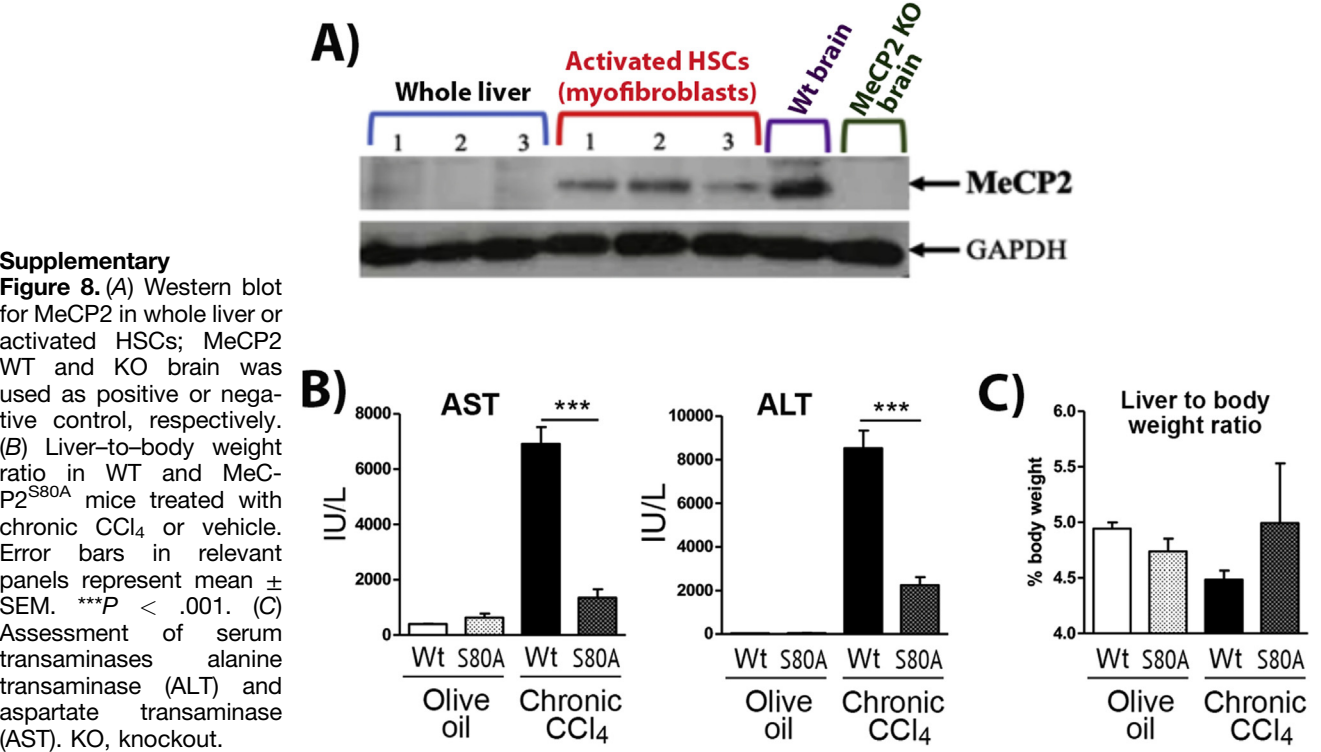 Supplementary
Figure 8. (A) Western blot
for MeCP2 in whole liver or
activated HSCs; MeCP2
WT and KO brain was
used as positive or nega-
tive control, respectively.
(B) Liver–to–body weight
ratio in WT and MeC-
P2S80A mice treated with
chronic CCl4 or vehicle.
Error bars in relevant
panels represent mean ±
SEM. ***P < .001. (C)
Assessment of serum
transaminases alanine
transaminase (ALT) and
aspartate transaminase
(AST). KO, knockout.
A)
Whole liver
Activated HSCs
(myofibroblasts)
Wt brain
MeCP2 KO
brain
1 2 3 1 2 3
MeCP2
GAPDH
B)
AST
***
8000
6000
4000
2000
0
IU/L
Wt S80A Wt S80A
Olive
oil
Chronic
CCl4
ALT
***
10000
8000
6000
4000
2000
0
IU/L
Wt S80A Wt S80A
Olive
oil
Chronic
CCl4
C)
Liver to body
weight ratio
6.0
5.5
5.0
4.5
4.0
% body weight
Wt S80A Wt S80A
Olive
oil
Chronic
CCl4